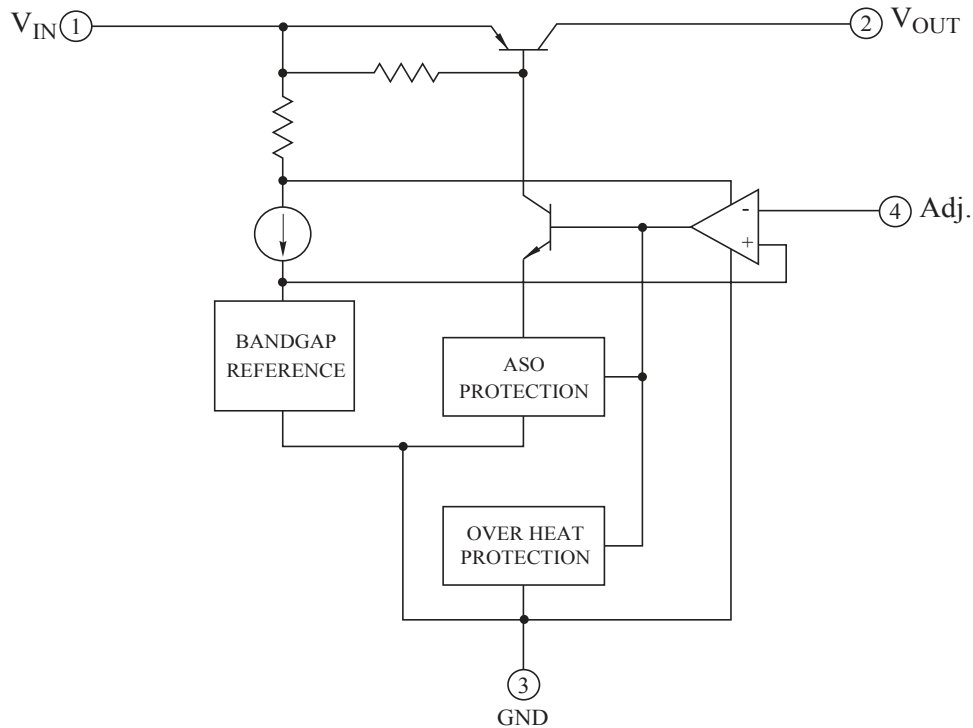 VIN 1
2 VOUT
-
4 Adj.
+
BANDGAP
REFERENCE
ASO
PROTECTION
OVER HEAT
PROTECTION
3
GND